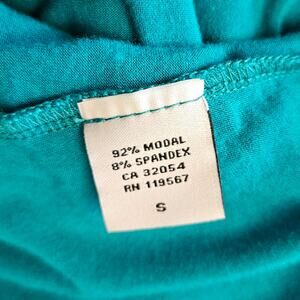 92% MODAL
8% SPANDEX
CA 32054
RN 119567
S